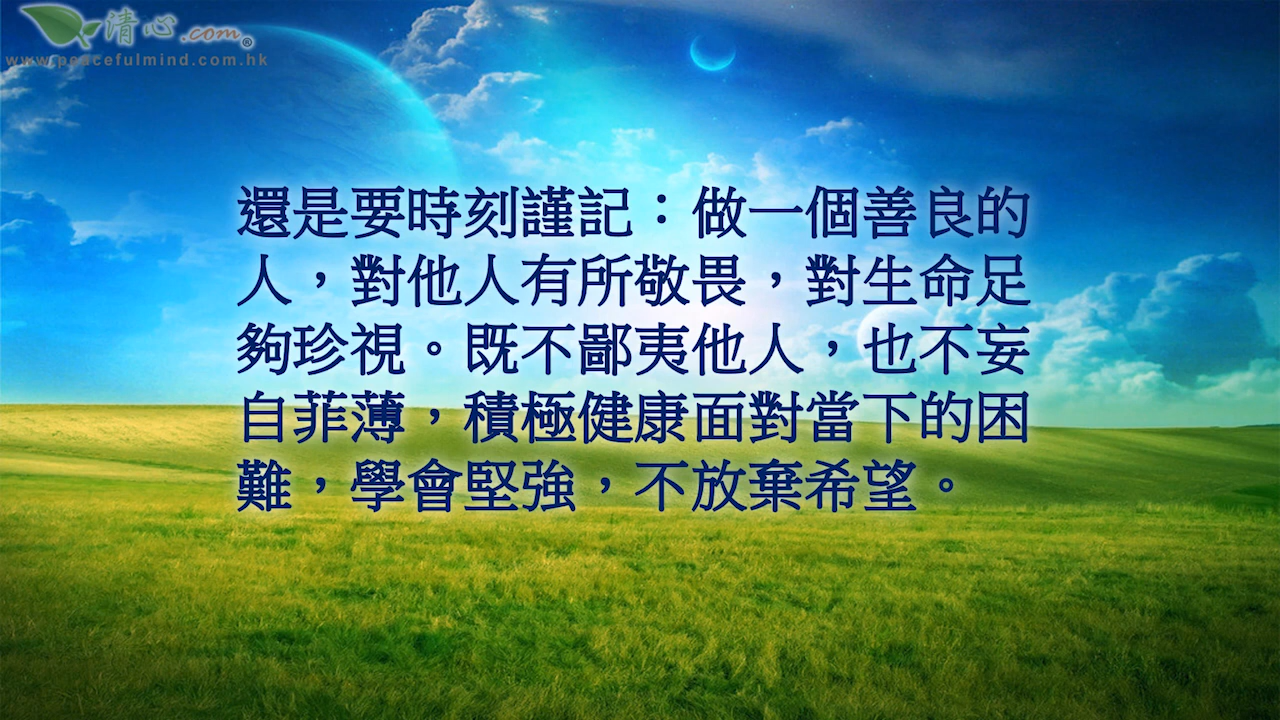 清心.com®
www.peacefulmind.com.hk
還是要時刻謹記：做一個善良的
人，對他人有所敬畏，對生命足
夠珍視。既不鄙夷他人，也不妄
自菲薄，積極健康面對當下的困
難，學會堅強，不放棄希望。